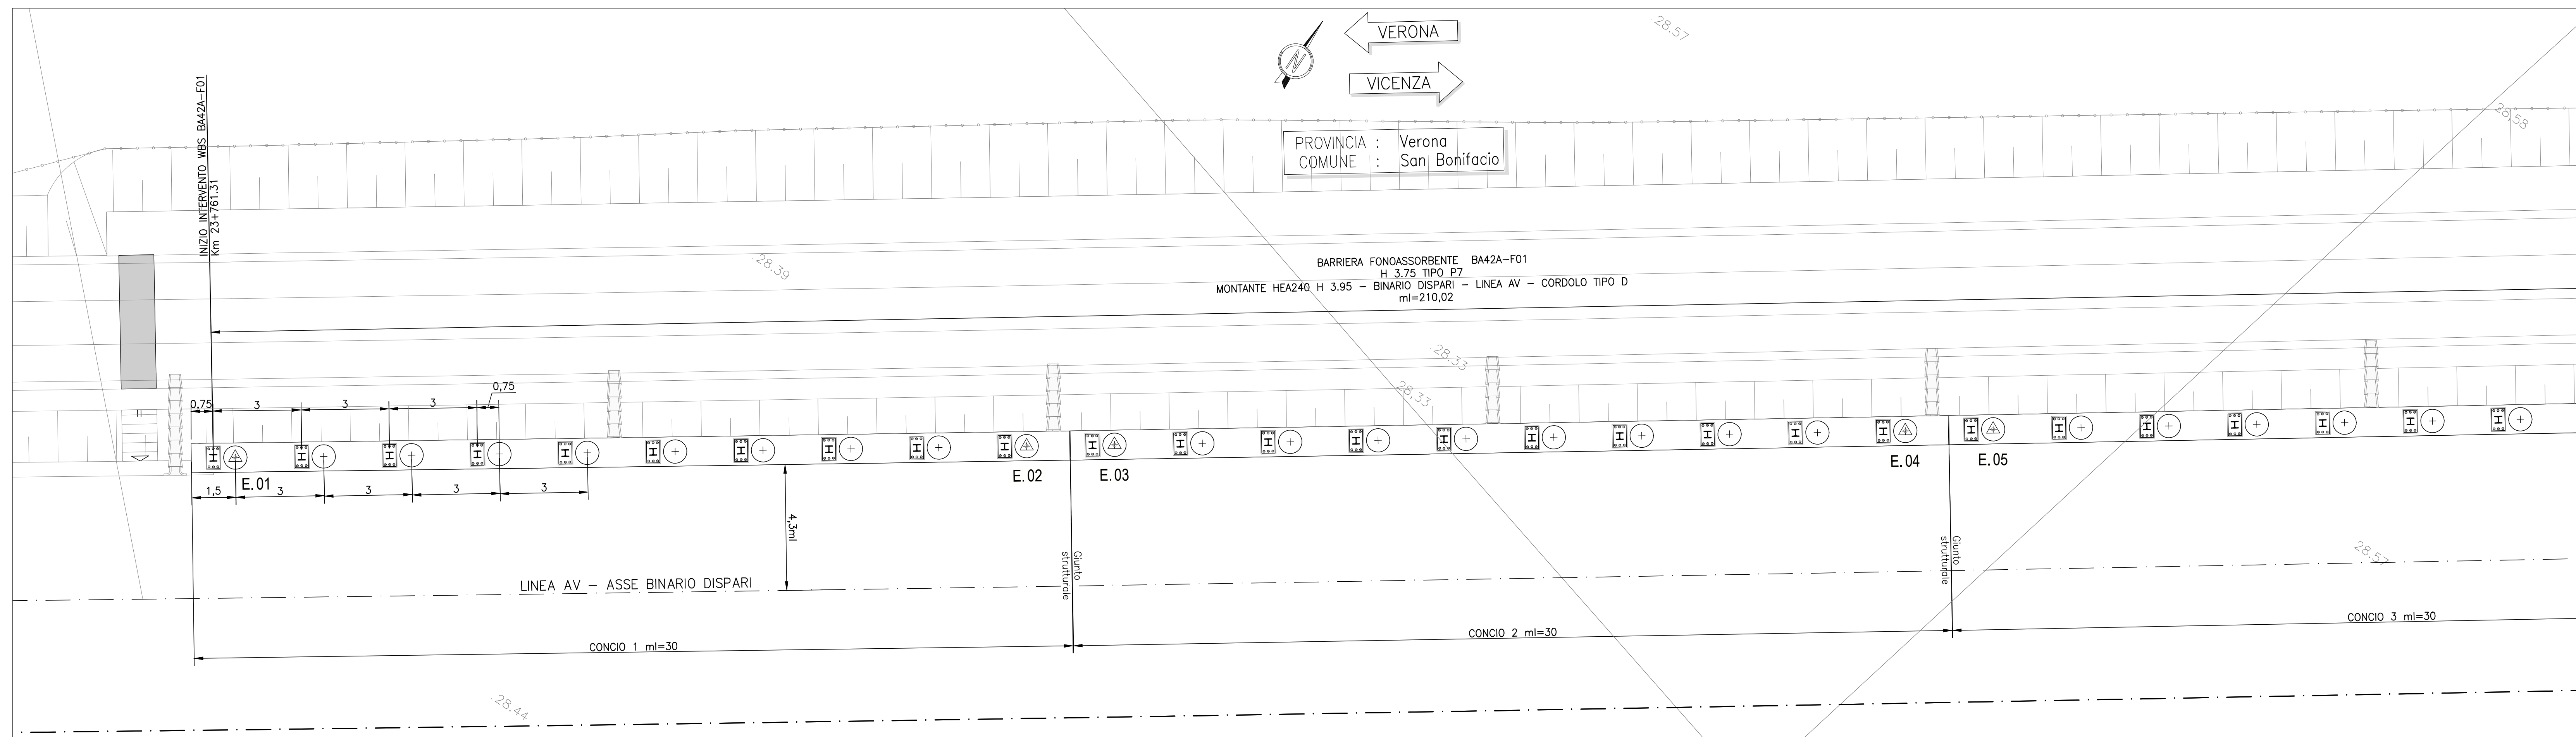 28.57
VERONA
N
VICENZA
28,58
PROVINCIA : Verona
COMUNE : San Bonifacio
INIZIO INTERVENTO WBS BA42A-F01
Km 23+761.31
28.39
BARRIERA FONOASSORBENTE BA42A-F01
H 3.75 TIPO P7
MONTANTE HEA240 H 3.95 - BINARIO DISPARI - LINEA AV - CORDOLO TIPO D
ml=210,02
28.33
28,33
0,75
3
3
3
0,75
E.01
E.02
E.03
E.04
E.05
1,5
3
3
3
3
4,3ml
LINEA AV - ASSE BINARIO DISPARI
Giunto
strutturale
Giunto
strutturale
28.57
CONCIO 1 ml=30
CONCIO 2 ml=30
CONCIO 3 ml=30
28.44